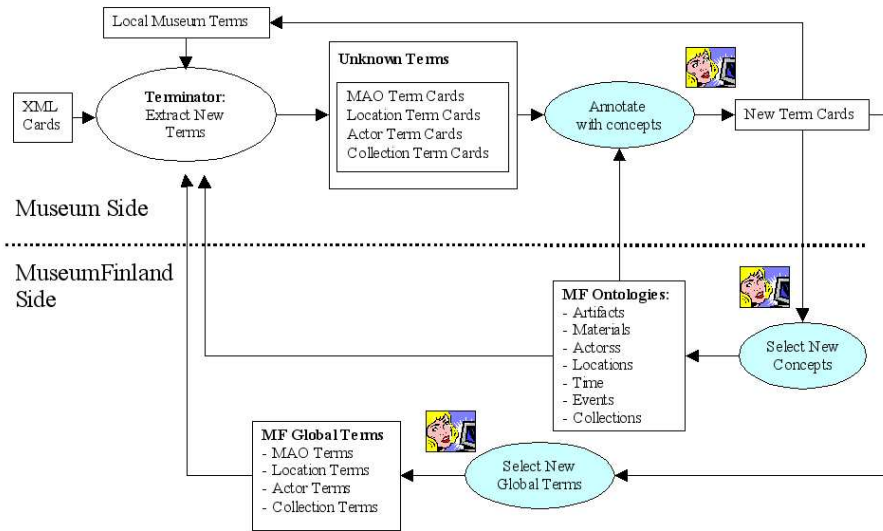 Local Museum Terms
XML
Cards
Terminator:
Extract New
Terms
Unknown Terms
MAO Term Cards
Location Term Cards
Actor Term Cards
Collection Term Cards
Annotate
with concepts
New Term Cards
Museum Side
MuseumFinland
Side
MF Ontologies:
- Artifacts
- Materials
- Actorss
- Locations
- Time
- Events
- Collections
Select New
Concepts
MF Global Terms
- MAO Terms
- Location Terms
- Actor Terms
- Collection Terms
Select New
Global Terms